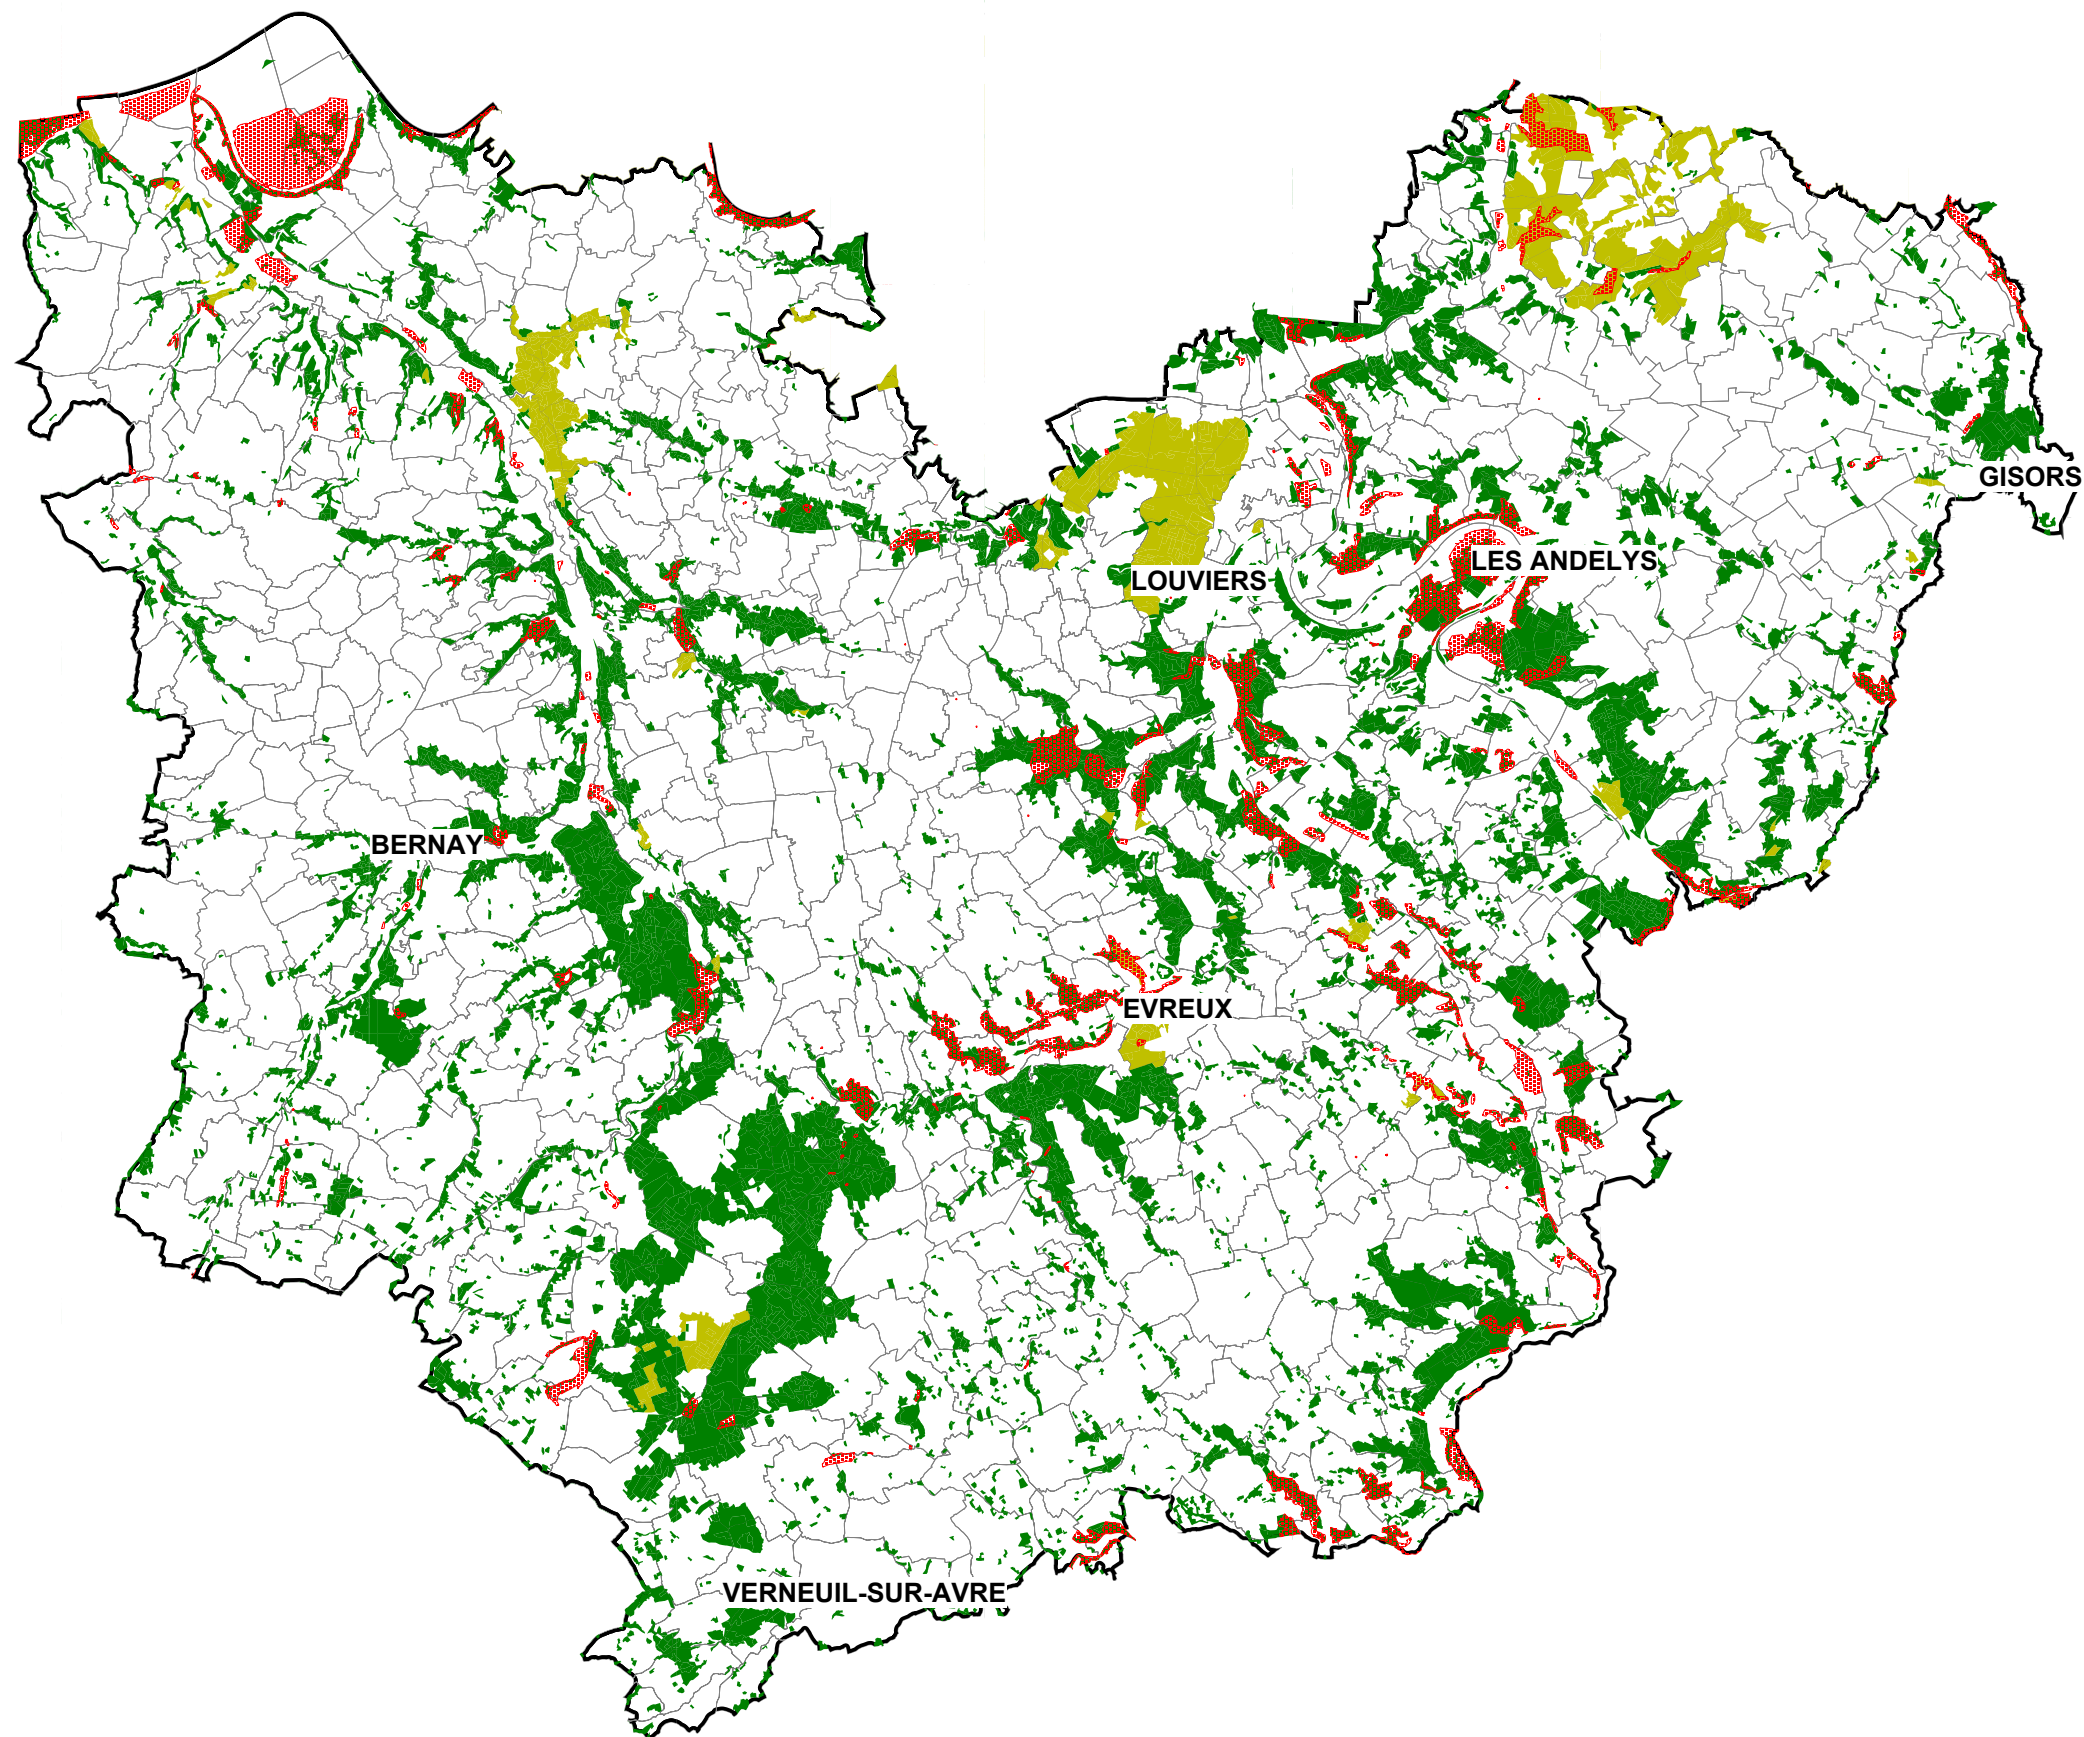 GISORS
LES ANDELYS
LOUVIERS
BERNAY
EVREUX
VERNEUIL-SUR-AVRE